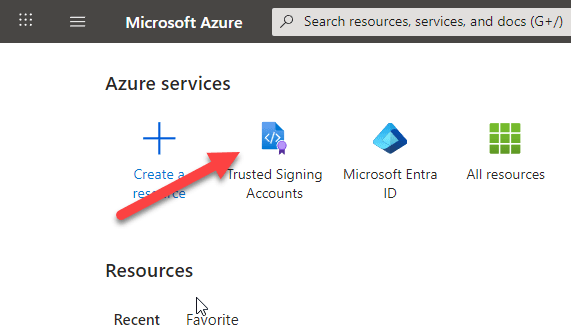 Microsoft Azure
Search resources, services, and docs (G+/)
Azure services
Create a resource
Trusted Signing Accounts
Microsoft Entra ID
All resources
Resources
Recent
Favorite